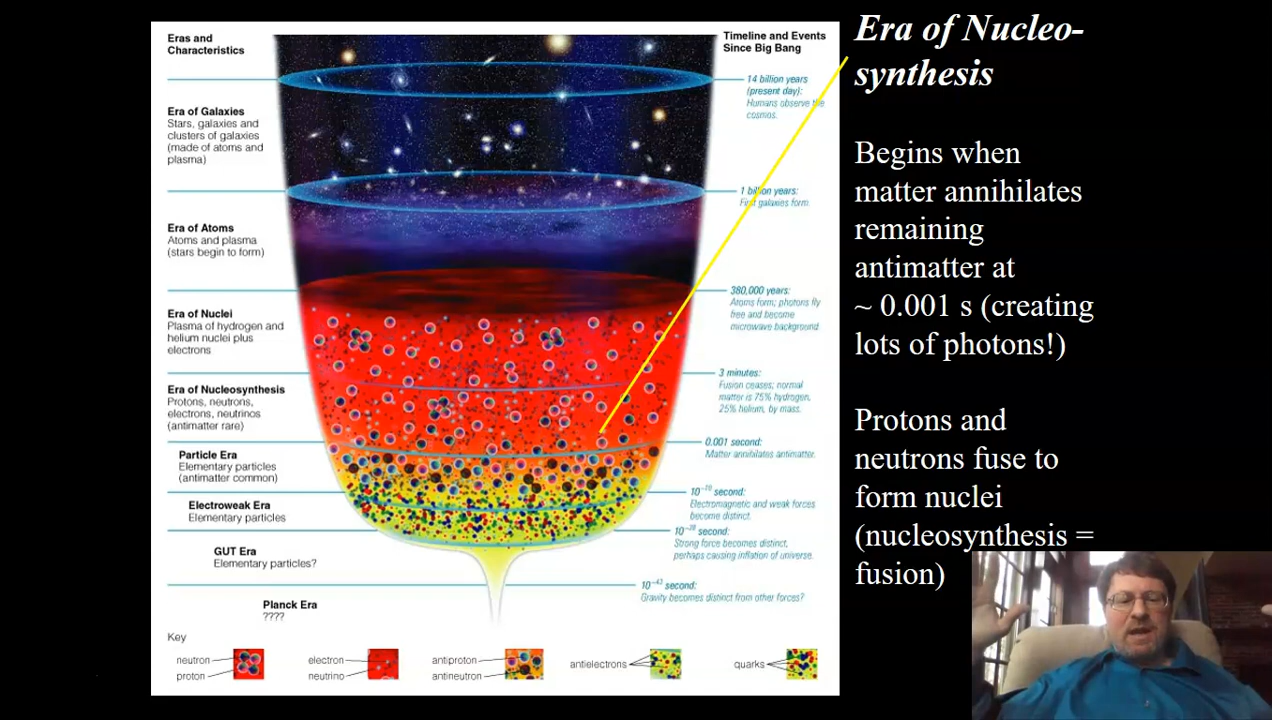 Eras and
Characteristics
Timeline and Events
Since Big Bang
14 billion years
(present day):
Humans observe the
cosmos.
Era of Galaxies
Stars, galaxies and
clusters of galaxies
(made of atoms and
plasma)
1 billion years:
First galaxies form.
Era of Atoms
Atoms and plasma
(stars begin to form)
380,000 years:
Atoms form; photons fly
free and become
microwave background.
Era of Nuclei
Plasma of hydrogen and
helium nuclei plus
electrons
3 minutes:
Fusion ceases; normal
matter is 75% hydrogen,
25% helium, by mass.
Era of Nucleosynthesis
Protons, neutrons,
electrons, neutrinos
(antimatter rare)
0.001 second:
Matter annihilates antimatter.
Particle Era
Elementary particles
(antimatter common)
10⁻¹⁰ second:
Electromagnetic and weak forces
become distinct.
Electroweak Era
Elementary particles
10⁻³⁸ second:
Strong force becomes distinct,
perhaps causing inflation of universe.
GUT Era
Elementary particles?
10⁻⁴³ second:
Gravity becomes distinct from other forces?
Planck Era
????
Key
neutron
proton
electron
neutrino
antiproton
antineutron
antielectrons
quarks
Era of Nucleo-
synthesis
Begins when
matter annihilates
remaining
antimatter at
~ 0.001 s (creating
lots of photons!)
Protons and
neutrons fuse to
form nuclei
(nucleosynthesis =
fusion)